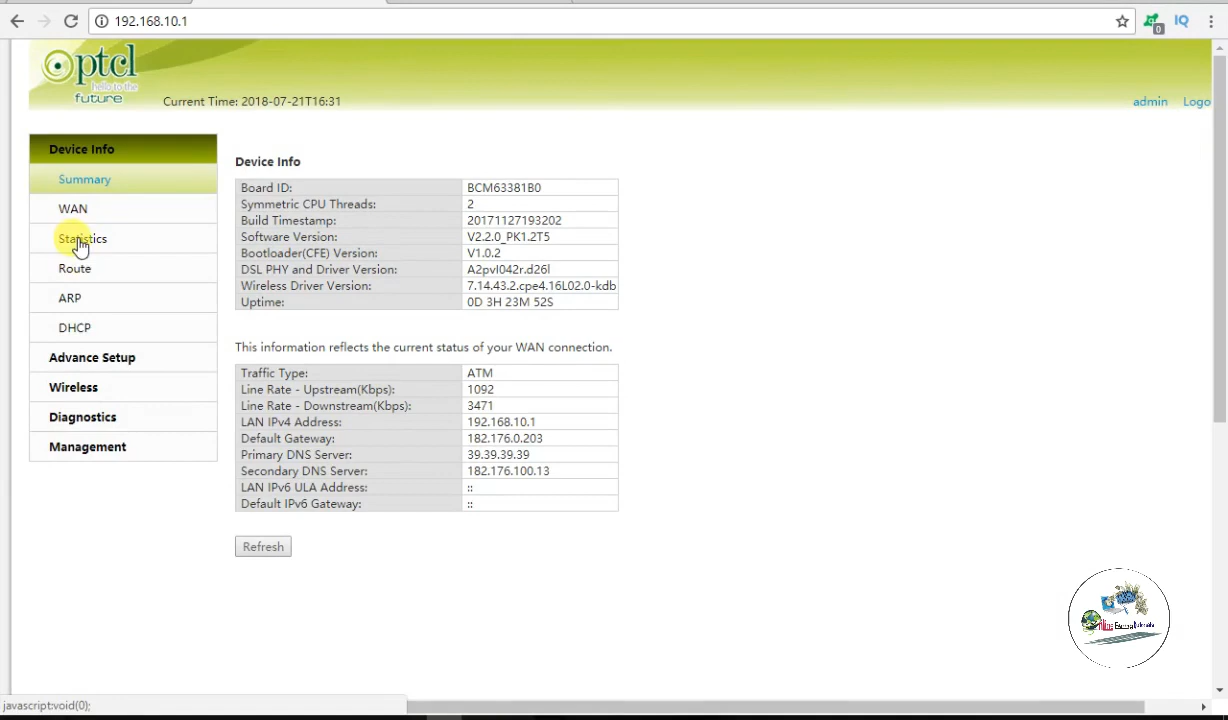 192.168.10.1
0
IQ
ptcl
hello to the
future
Current Time: 2018-07-21T16:31
admin
Logo
Device Info
Summary
WAN
Statistics
Route
ARP
DHCP
Advance Setup
Wireless
Diagnostics
Management
Device Info
Board ID: BCM63381B0
Symmetric CPU Threads: 2
Build Timestamp: 20171127193202
Software Version: V2.2.0_PK1.2T5
Bootloader(CFE) Version: V1.0.2
DSL PHY and Driver Version: A2pvI042r.d26l
Wireless Driver Version: 7.14.43.2.cpe4.16L02.0-kdb
Uptime: 0D 3H 23M 52S
This information reflects the current status of your WAN connection.
Traffic Type: ATM
Line Rate - Upstream(Kbps): 1092
Line Rate - Downstream(Kbps): 3471
LAN IPv4 Address: 192.168.10.1
Default Gateway: 182.176.0.203
Primary DNS Server: 39.39.39.39
Secondary DNS Server: 182.176.100.13
LAN IPv6 ULA Address: ::
Default IPv6 Gateway: ::
Refresh
javascript:void(0);